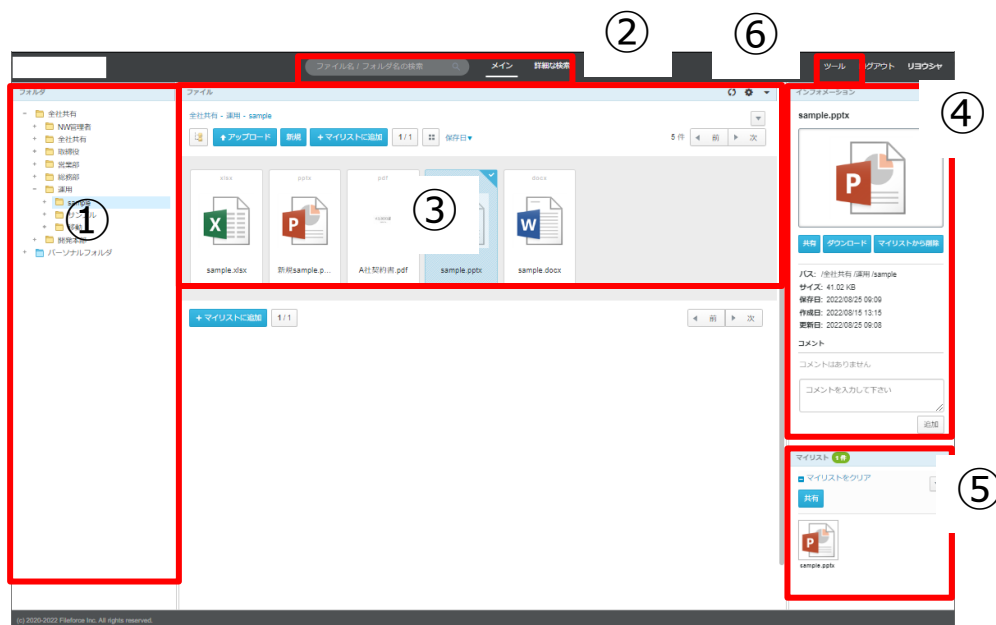 ② ⑥
ファイル名 / フォルダ名の検索 メイン 詳細な検索 ツール グアウト リヨウシャ
フォルダ
全社共有
NW管理者
全社共有
取締役
営業部
総務部
運用
sample
サンプル
移動
開発本部
パーソナルフォルダ
①
ファイル
全社共有 - 運用 - sample
アップロード 新規 +マイリストに追加 1/1 保存日▼ 5 件 前 次
xlsx pptx pdf docx
③
sample.xlsx 新規sample.p... A社契約書.pdf sample.pptx sample.docx
+マイリストに追加 1/1 前 次
インフォメーション
④
sample.pptx
共有 ダウンロード マイリストから削除
パス: /全社共有 /運用 /sample
サイズ: 41.02 KB
保存日: 2022/08/25 09:09
作成日: 2022/08/15 13:15
更新日: 2022/08/25 09:08
コメント
コメントはありません
コメントを入力して下さい
追加
マイリスト 1 件
マイリストをクリア
⑤
共有
sample.pptx
(c) 2020-2022 Fileforce Inc. All rights reserved.